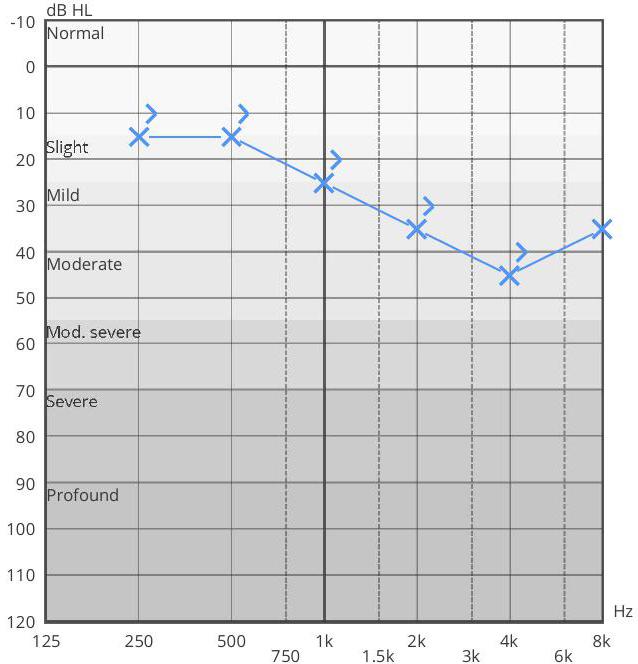 dB HL
-10
Normal
0
10
Slight
20
Mild
30
40
Moderate
50
Mod. severe
60
70
Severe
80
90
Profound
100
110
120
Hz
125 250 500 1k 2k 4k 8k
750 1.5k 3k 6k